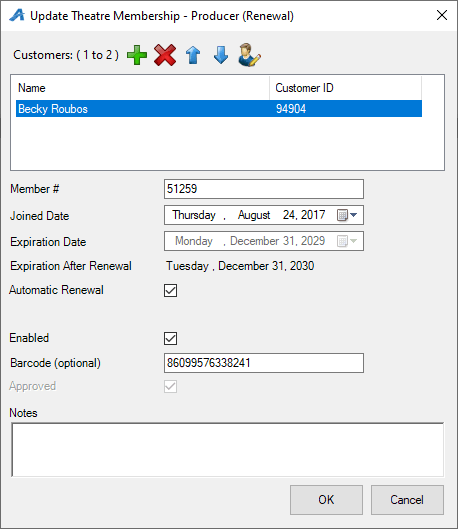 Update Theatre Membership - Producer (Renewal)
Customers: ( 1 to 2 )
Name Customer ID
Becky Roubos 94904
Member # 51259
Joined Date Thursday , August 24, 2017
Expiration Date Monday , December 31, 2029
Expiration After Renewal Tuesday , December 31, 2030
Automatic Renewal
Enabled
Barcode (optional) 86099576338241
Approved
Notes
OK Cancel